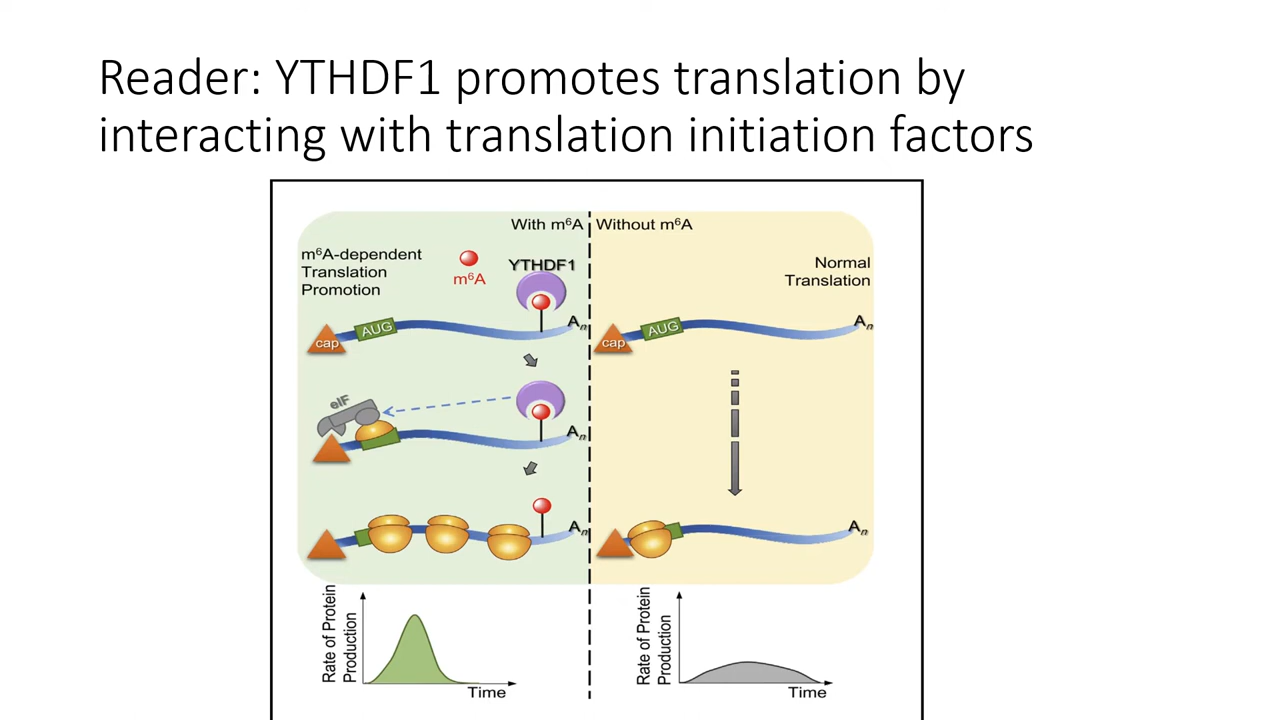 Reader: YTHDF1 promotes translation by
interacting with translation initiation factors
With m⁶A
Without m⁶A
m⁶A-dependent
Translation
Promotion
m⁶A
YTHDF1
Normal
Translation
cap
AUG
Aₙ
cap
AUG
Aₙ
eIF
Aₙ
Aₙ
Aₙ
Rate of Protein
Production
Time
Rate of Protein
Production
Time